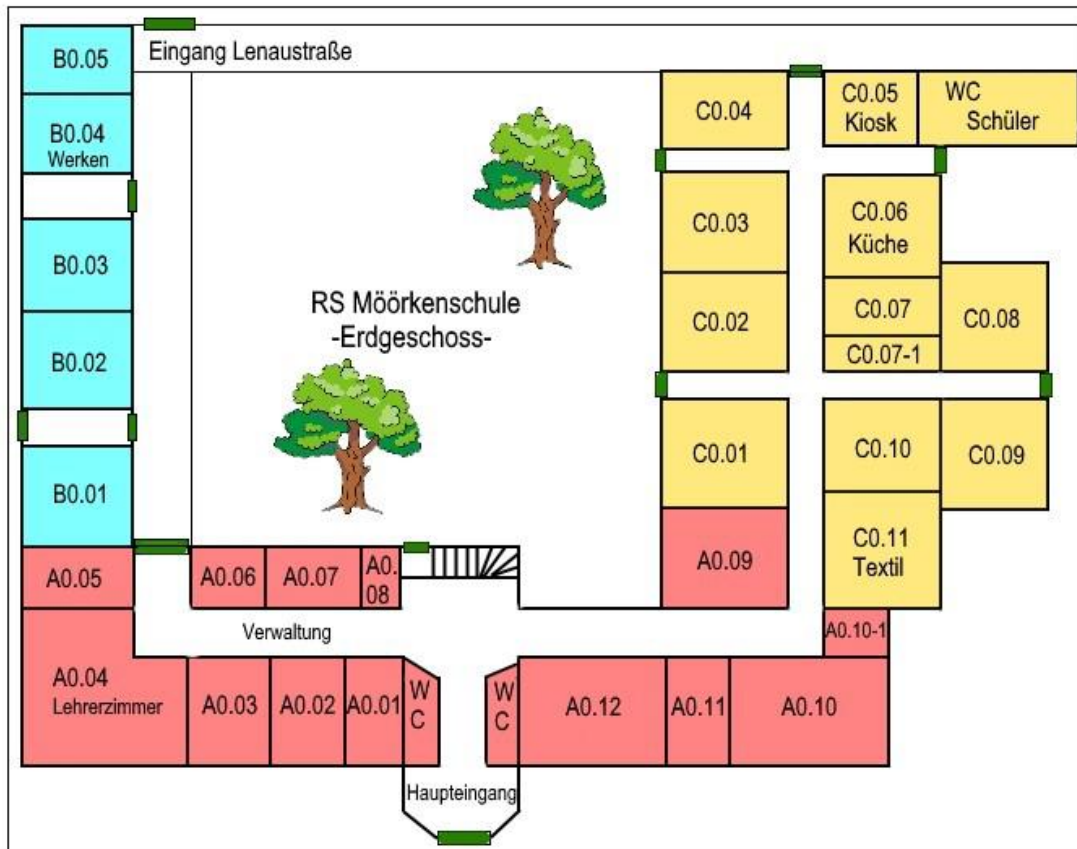 B0.05
Eingang Lenaustraße
B0.04
Werken
C0.04
C0.05
Kiosk
WC
Schüler
B0.03
C0.03
C0.06
Küche
RS Möörkenschule
-Erdgeschoss-
B0.02
C0.02
C0.07
C0.08
C0.07-1
B0.01
C0.01
C0.10
C0.09
A0.05
A0.06
A0.07
A0.
08
A0.09
C0.11
Textil
Verwaltung
A0.10-1
A0.04
Lehrerzimmer
A0.03
A0.02
A0.01
W
C
W
C
A0.12
A0.11
A0.10
Haupteingang